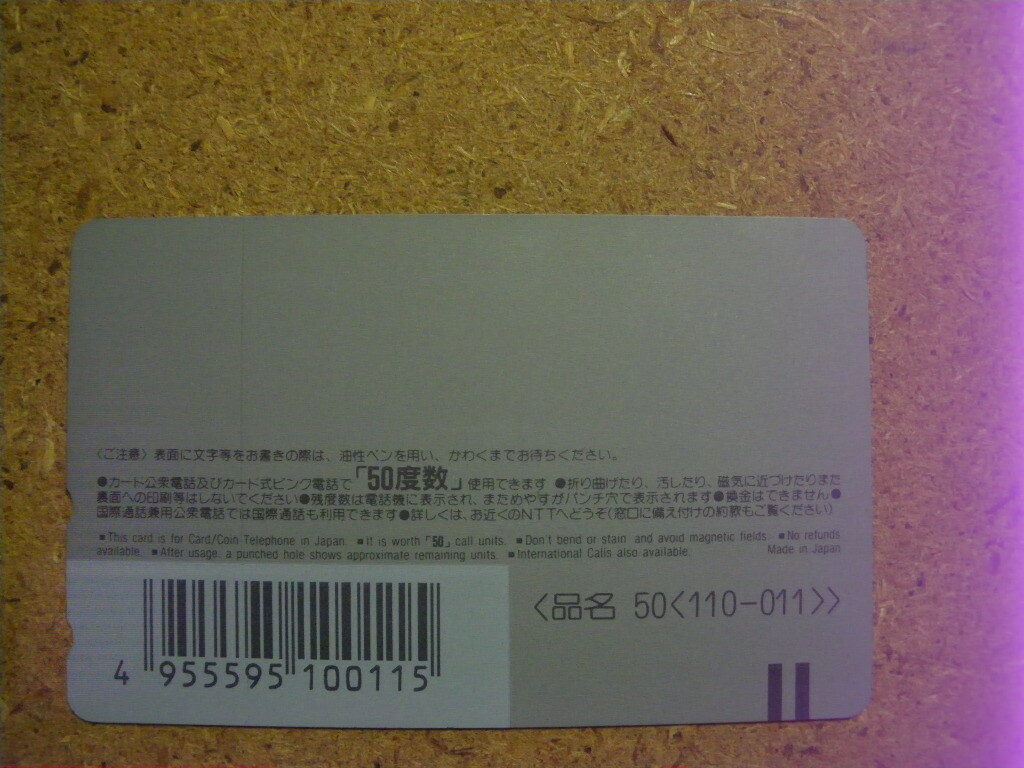 〈ご注意〉表面に文字等をお書きの際は、油性ペンを用い、かわくまでお待ちください。
●カード公衆電話及びカード式ピンク電話で「50度数」使用できます ●折り曲げたり、汚したり、磁気に近づけたりまた
裏面への印刷等はしないでください●残度数は電話機に表示され、まためやすがパンチ穴で表示されます●換金はできません●
国際通話兼用公衆電話では国際通話も利用できます●詳しくは、お近くのNTTへどうぞ(窓口に備え付けの約款もご覧ください)
■This card is for Card/Coin Telephone in Japan. ■It is worth「50」call units. ■Don't bend or stain and avoid magnetic fields. ■No refunds
available. ■After usage, a punched hole shows approximate remaining units. ■International Calls also available. Made in Japan
〈品名 50〈110-011〉〉
4 955595 100115